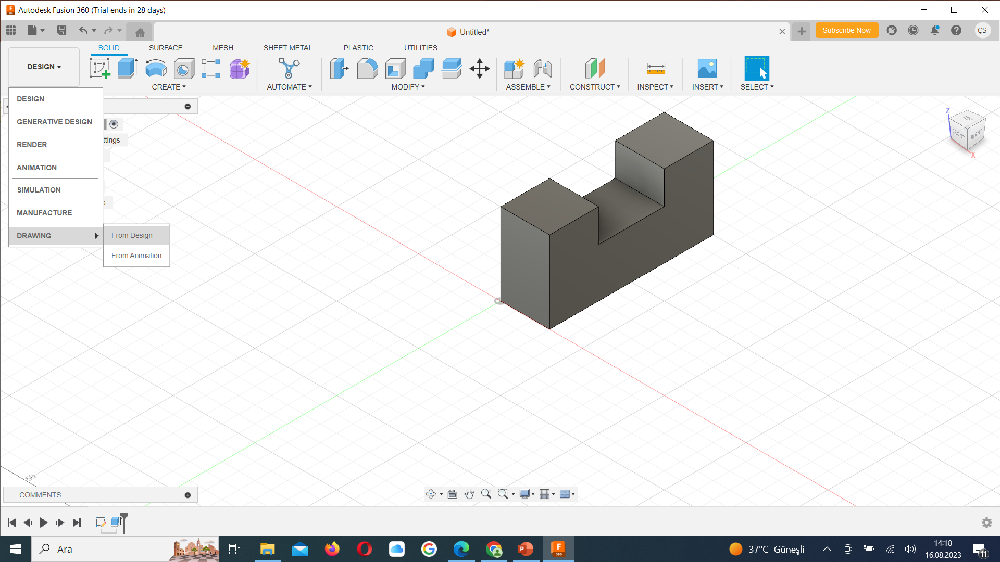 Autodesk Fusion 360 (Trial ends in 28 days)
Untitled*
Subscribe Now
ÇS
SOLID SURFACE MESH SHEET METAL PLASTIC UTILITIES
DESIGN
CREATE AUTOMATE MODIFY ASSEMBLE CONSTRUCT INSPECT INSERT SELECT
DESIGN
GENERATIVE DESIGN
RENDER
ANIMATION
SIMULATION
MANUFACTURE
DRAWING
From Design
From Animation
ttings
s
Z
TOP
FRONT
RIGHT
X
50
COMMENTS
Ara
F
360
37°C Güneşli
14:18
16.08.2023
11